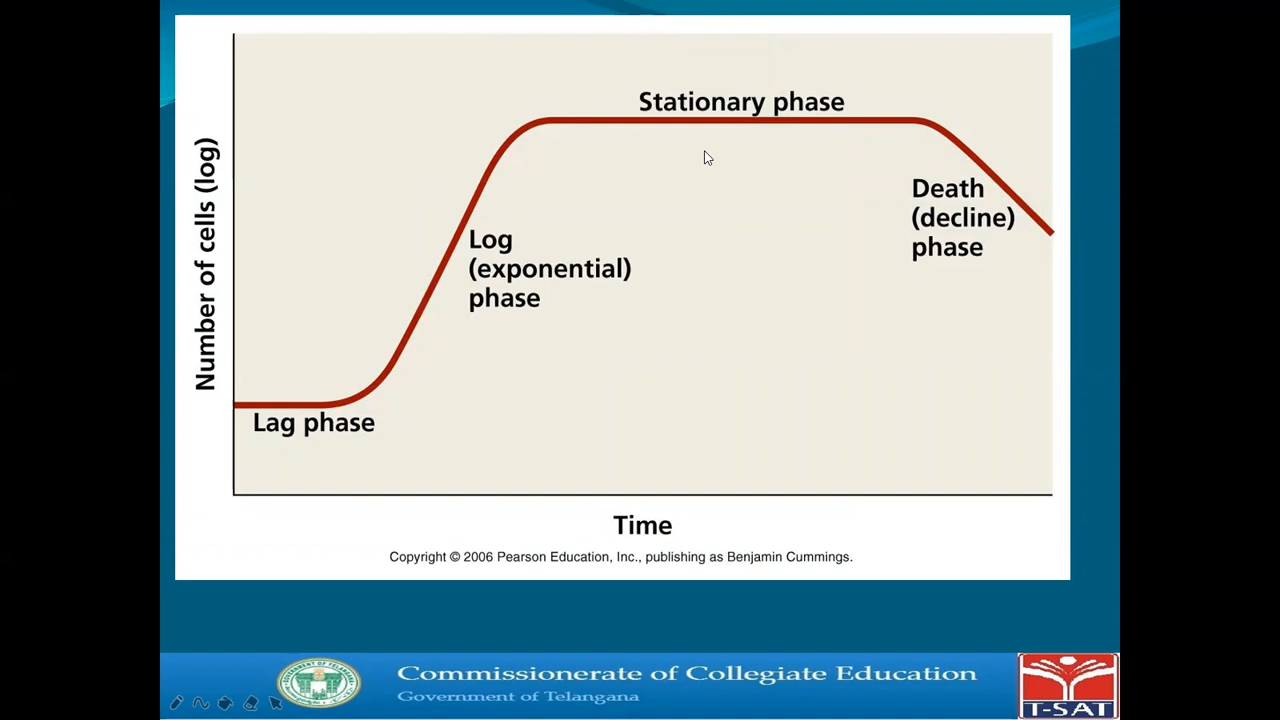 Stationary phase
Number of cells (log)
Death
(decline)
phase
Log
(exponential)
phase
Lag phase
Time
Copyright © 2006 Pearson Education, Inc., publishing as Benjamin Cummings.
Commissionerate of Collegiate Education
Government of Telangana
T-SAT